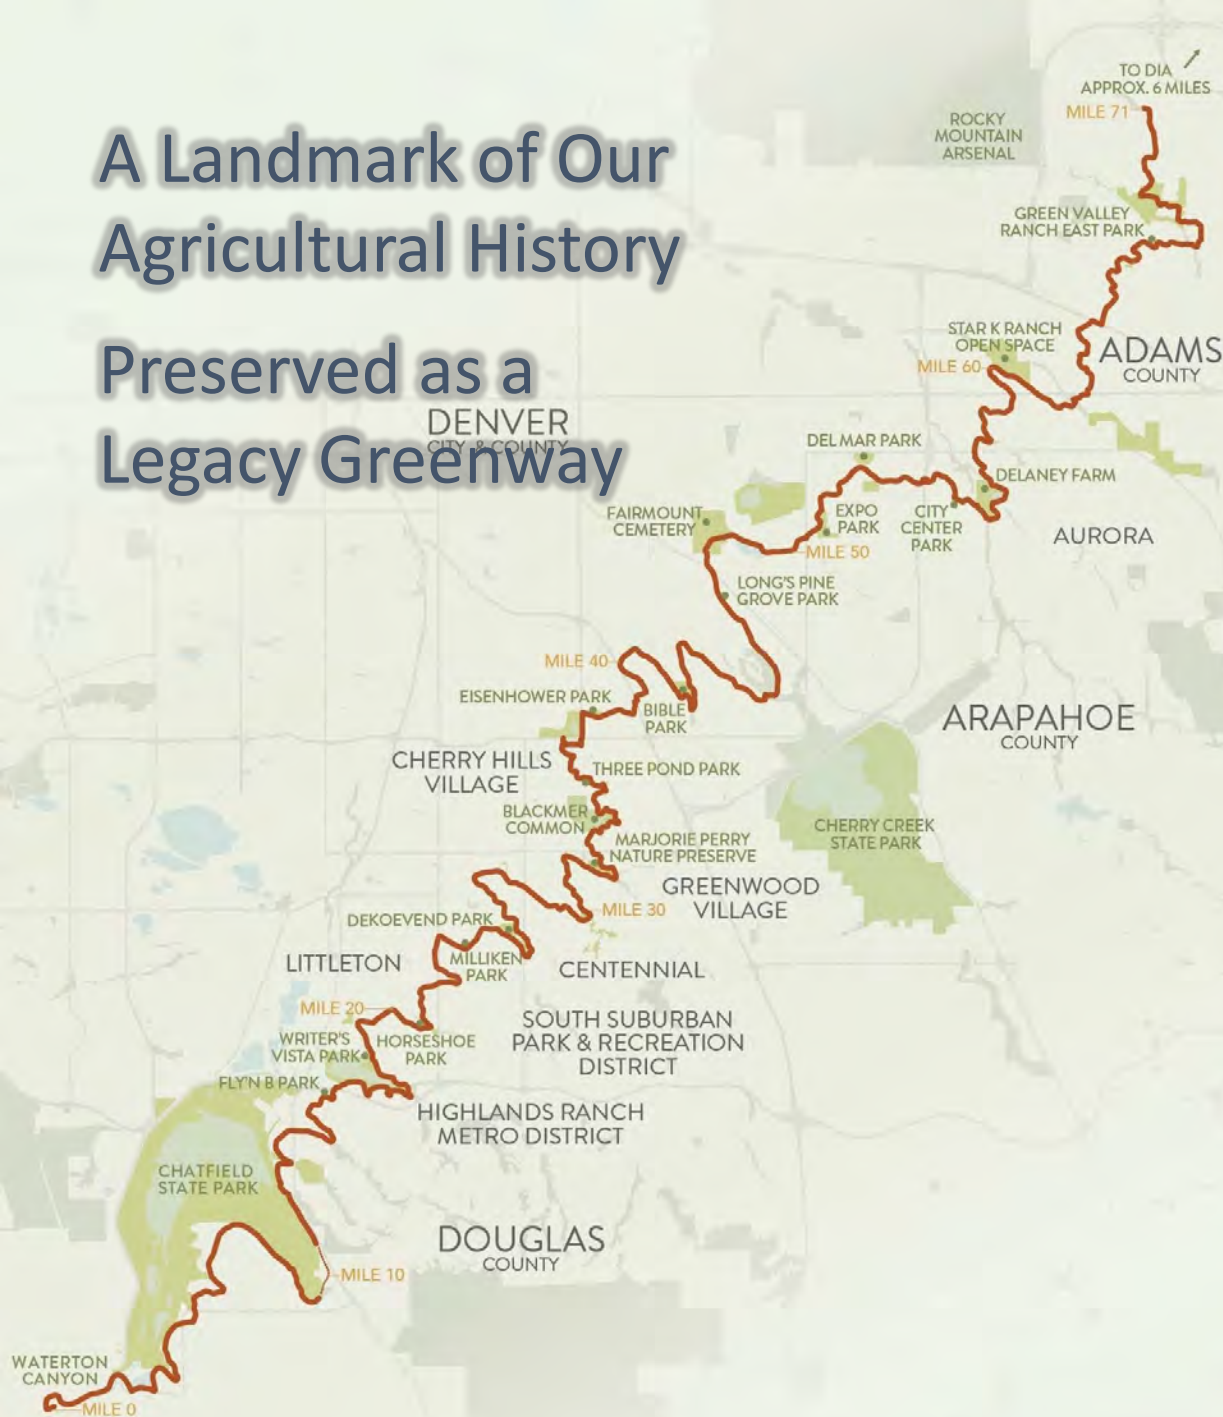 A Landmark of Our
Agricultural History
Preserved as a
Legacy Greenway
TO DIA
APPROX. 6 MILES
MILE 71
ROCKY
MOUNTAIN
ARSENAL
GREEN VALLEY
RANCH EAST PARK
STAR K RANCH
OPEN SPACE
MILE 60
ADAMS
COUNTY
DENVER
CITY & COUNTY
DEL MAR PARK
DELANEY FARM
FAIRMOUNT
CEMETERY
EXPO
PARK
CITY
CENTER
PARK
AURORA
MILE 50
LONG'S PINE
GROVE PARK
MILE 40
EISENHOWER PARK
BIBLE
PARK
ARAPAHOE
COUNTY
CHERRY HILLS
VILLAGE
THREE POND PARK
BLACKMER
COMMON
CHERRY CREEK
STATE PARK
MARJORIE PERRY
NATURE PRESERVE
GREENWOOD
VILLAGE
MILE 30
DEKOEVEND PARK
LITTLETON
MILLIKEN
PARK
CENTENNIAL
MILE 20
SOUTH SUBURBAN
PARK & RECREATION
DISTRICT
WRITER'S
VISTA PARK
HORSESHOE
PARK
FLY'N B PARK
HIGHLANDS RANCH
METRO DISTRICT
CHATFIELD
STATE PARK
DOUGLAS
COUNTY
MILE 10
WATERTON
CANYON
MILE 0